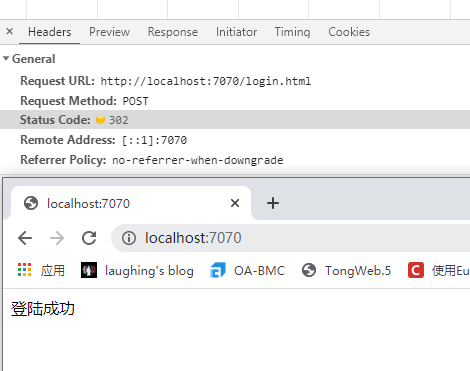 Headers Preview Response Initiator Timing Cookies
General
Request URL: http://localhost:7070/login.html
Request Method: POST
Status Code: 302
Remote Address: [::1]:7070
Referrer Policy: no-referrer-when-downgrade
localhost:7070
localhost:7070
应用 laughing's blog OA-BMC TongWeb.5 C 使用Eu
登陆成功